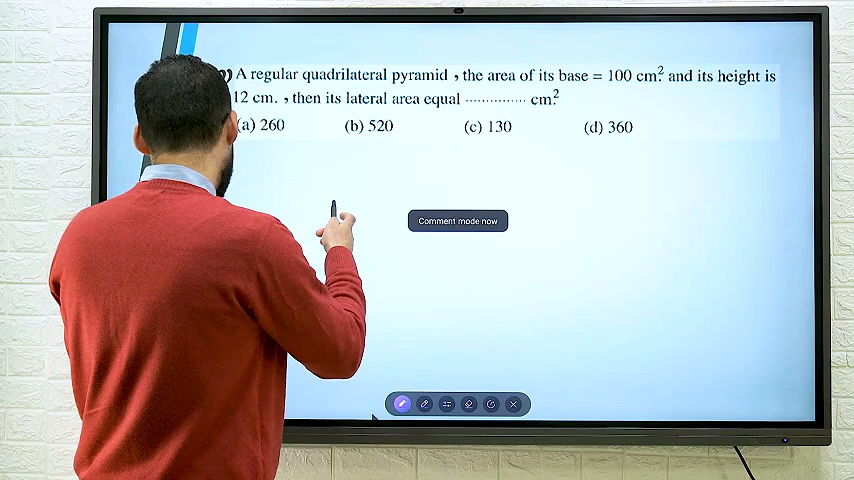 A regular quadrilateral pyramid , the area of its base = 100 cm² and its height is
12 cm. , then its lateral area equal ............... cm²
(a) 260 (b) 520 (c) 130 (d) 360
Comment mode now